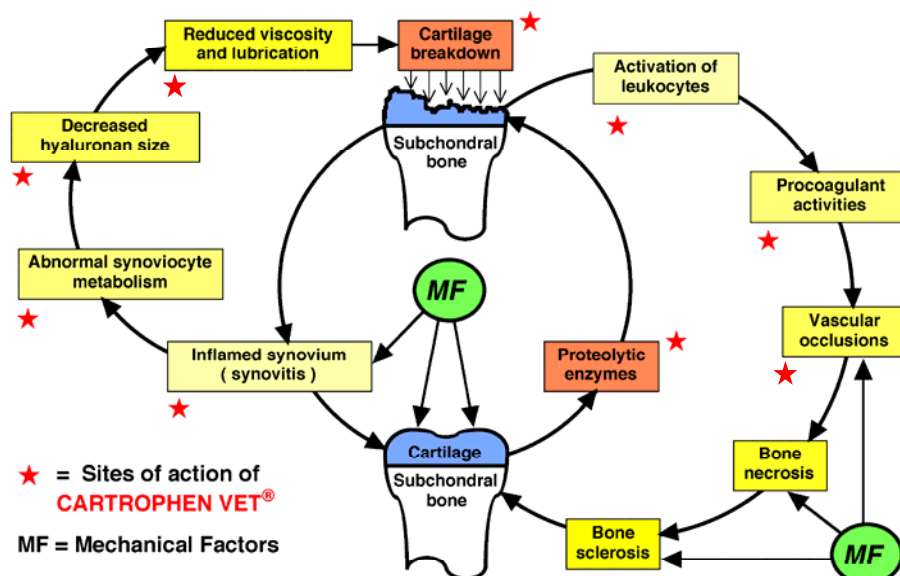 Reduced viscosity
and lubrication
Cartilage
breakdown
Activation of
leukocytes
Decreased
hyaluronan size
Subchondral
bone
Procoagulant
activities
Abnormal synoviocyte
metabolism
MF
Vascular
occlusions
Inflamed synovium
( synovitis )
Proteolytic
enzymes
Cartilage
Subchondral
bone
Bone
necrosis
Bone
sclerosis
MF
★ = Sites of action of
CARTROPHEN VET®
MF = Mechanical Factors